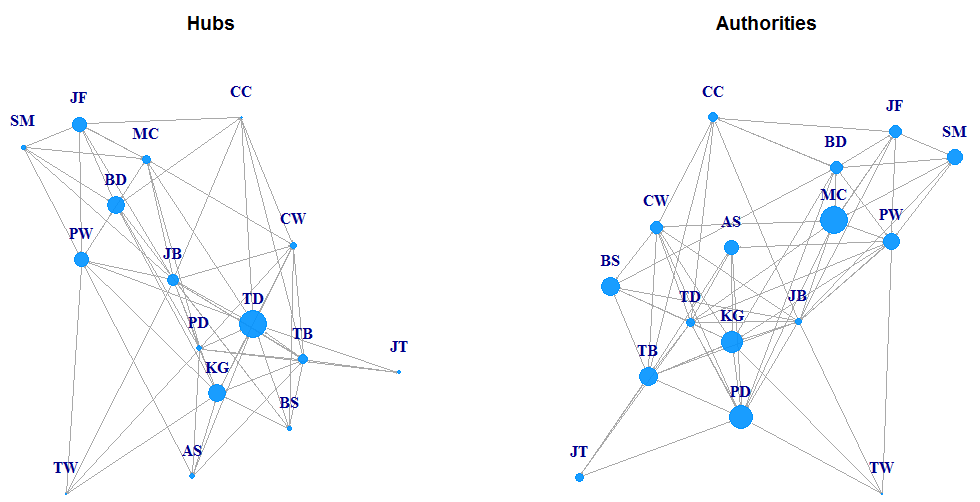 Hubs
CC
JF
SM
MC
BD
CW
PW
JB
TD
PD
TB
JT
KG
BS
AS
TW
Authorities
CC
JF
SM
BD
MC
CW
AS
PW
BS
TD
JB
KG
TB
PD
JT
TW